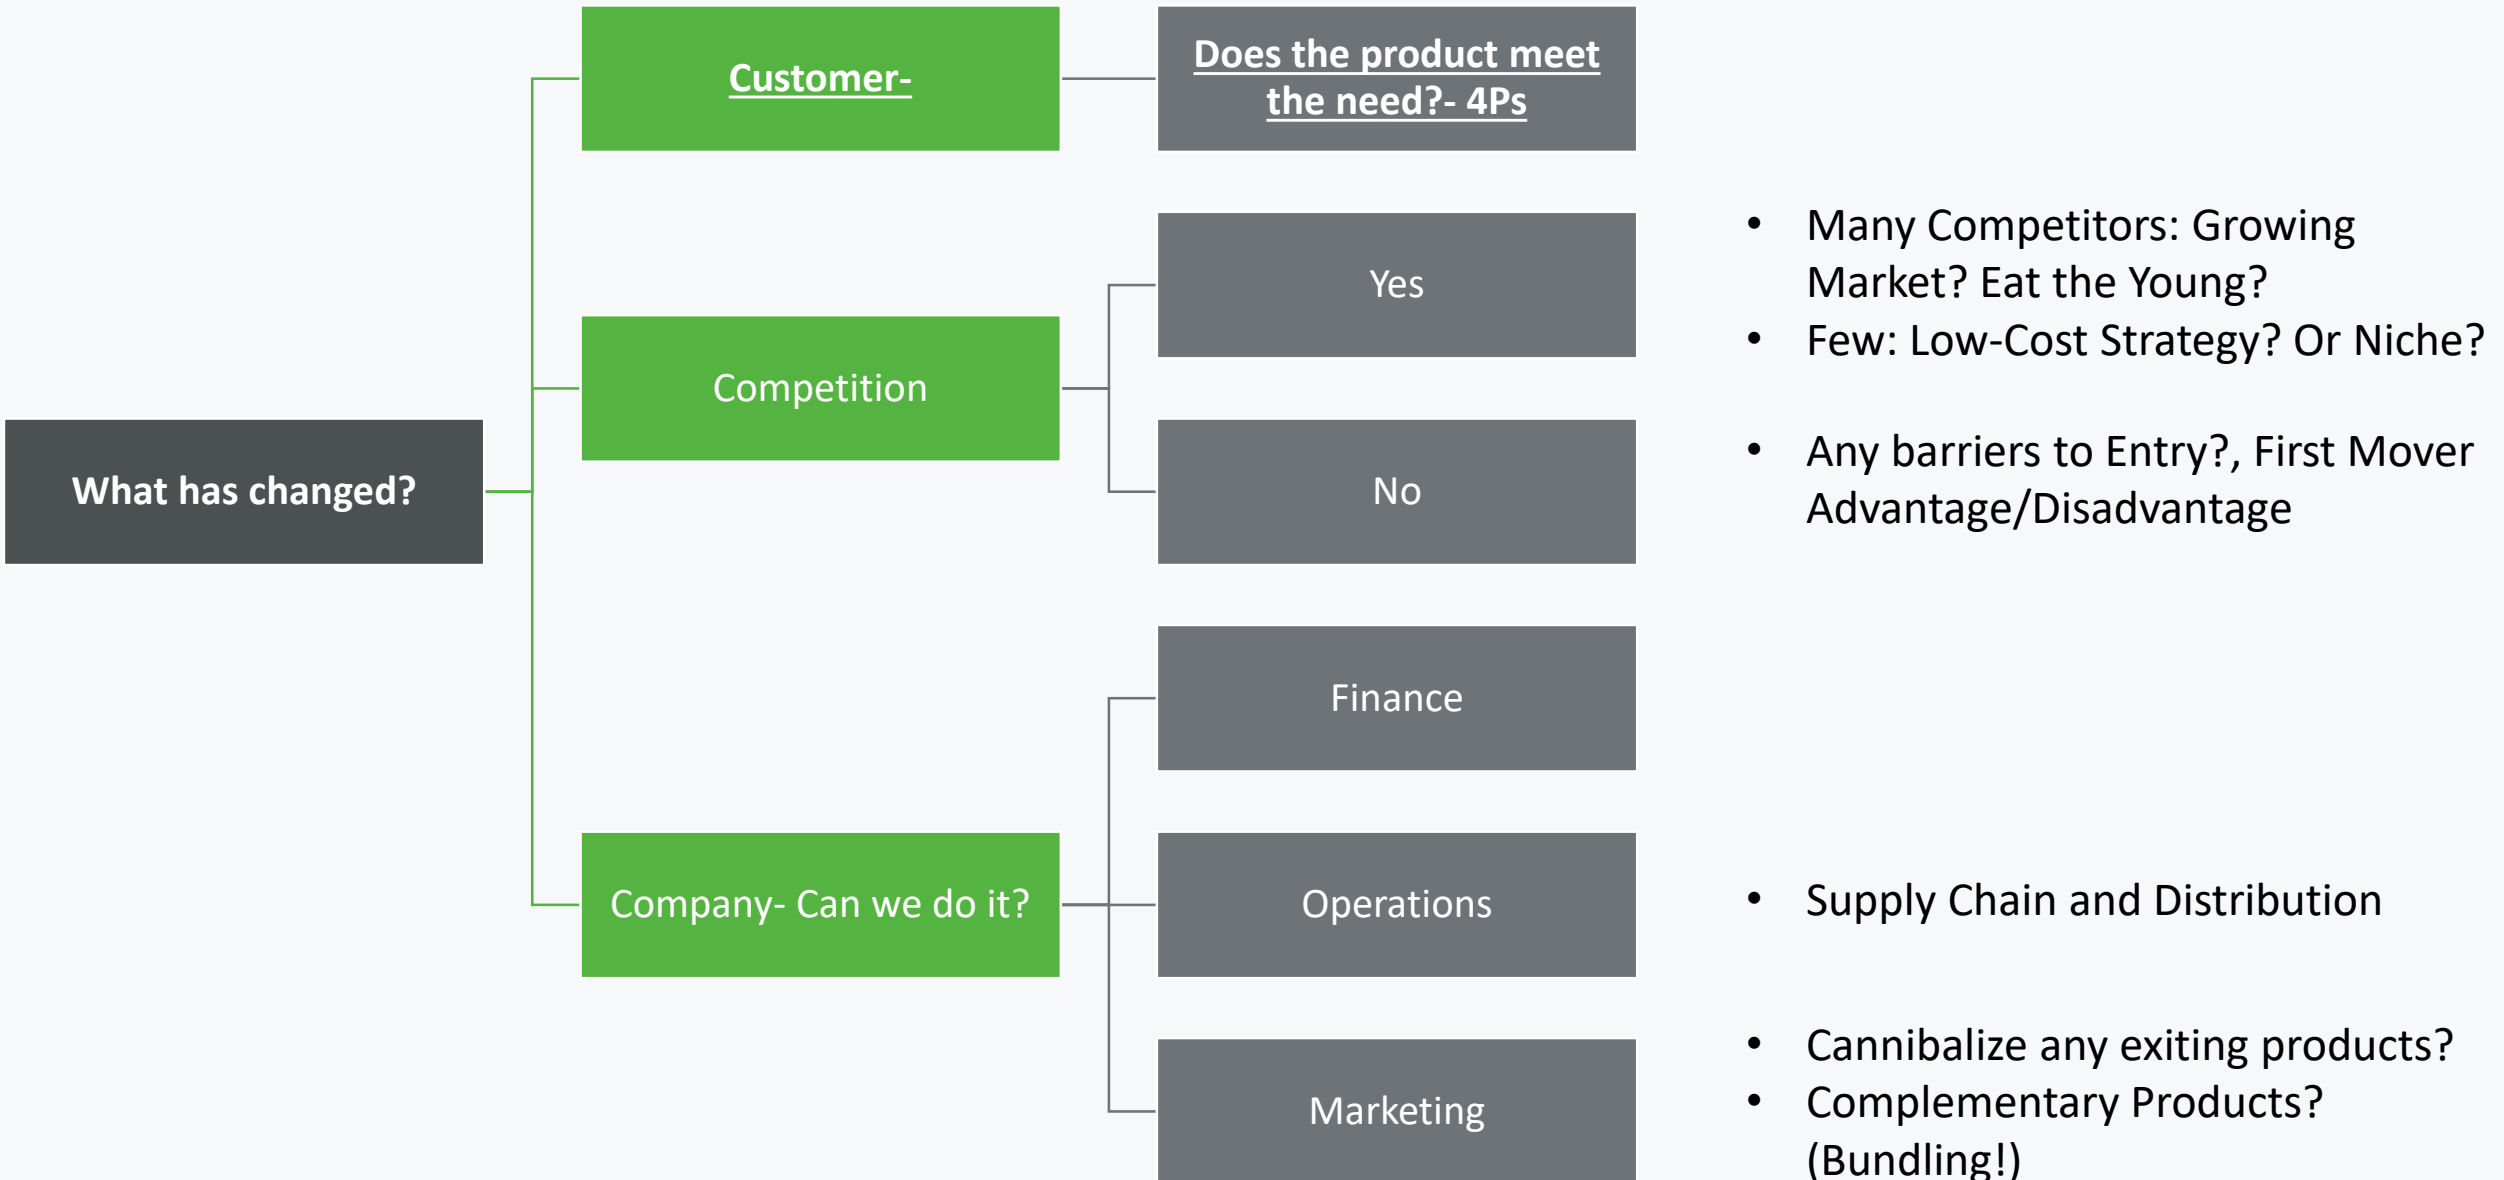 Customer-
Does the product meet
the need?- 4Ps
Yes
• Many Competitors: Growing
Market? Eat the Young?
• Few: Low-Cost Strategy? Or Niche?
Competition
What has changed?
No
• Any barriers to Entry?, First Mover
Advantage/Disadvantage
Finance
Company- Can we do it?
Operations
• Supply Chain and Distribution
Marketing
• Cannibalize any exiting products?
• Complementary Products?
(Bundling!)